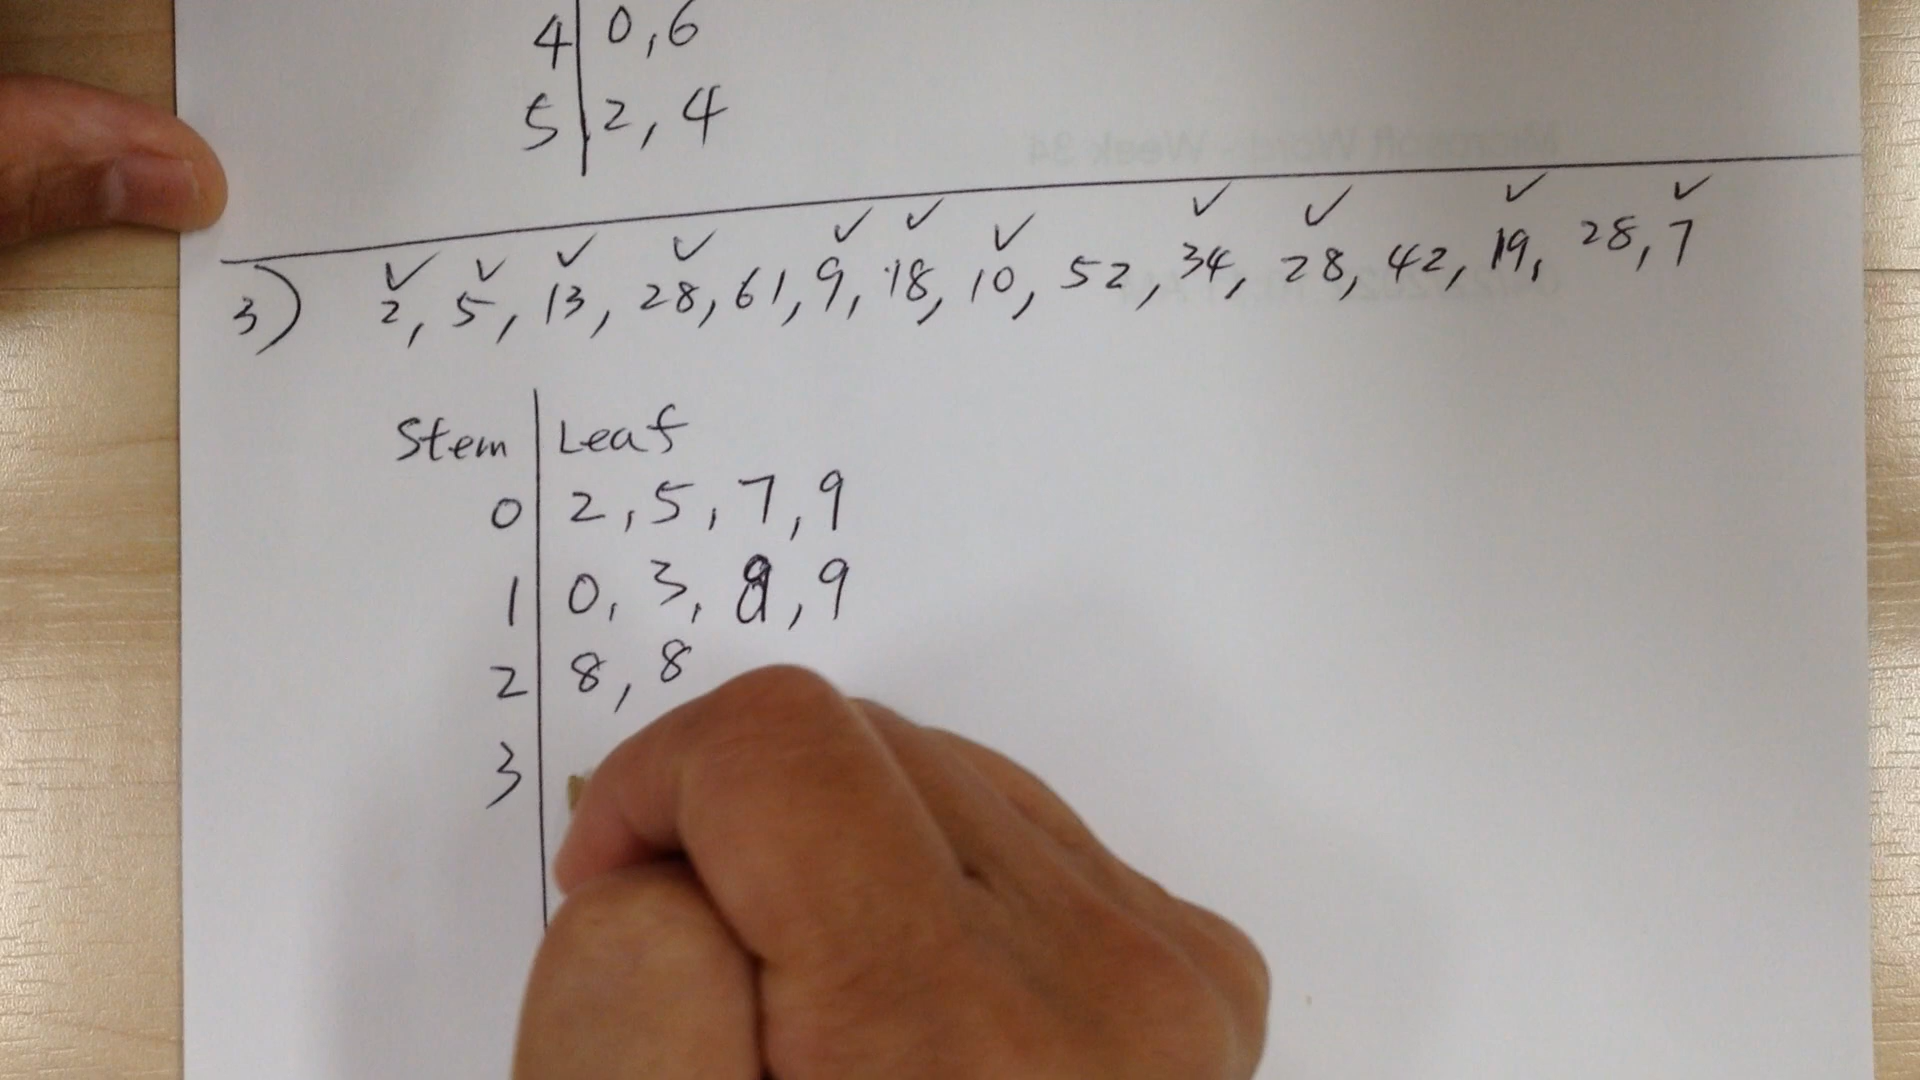 4 | 0, 6
5 | 2, 4
3) 2, 5, 13, 28, 61, 9, 18, 10, 52, 34, 28, 42, 19, 28, 7
Stem | Leaf
0 | 2, 5, 7, 9
1 | 0, 3, 8, 9
2 | 8, 8
3 |